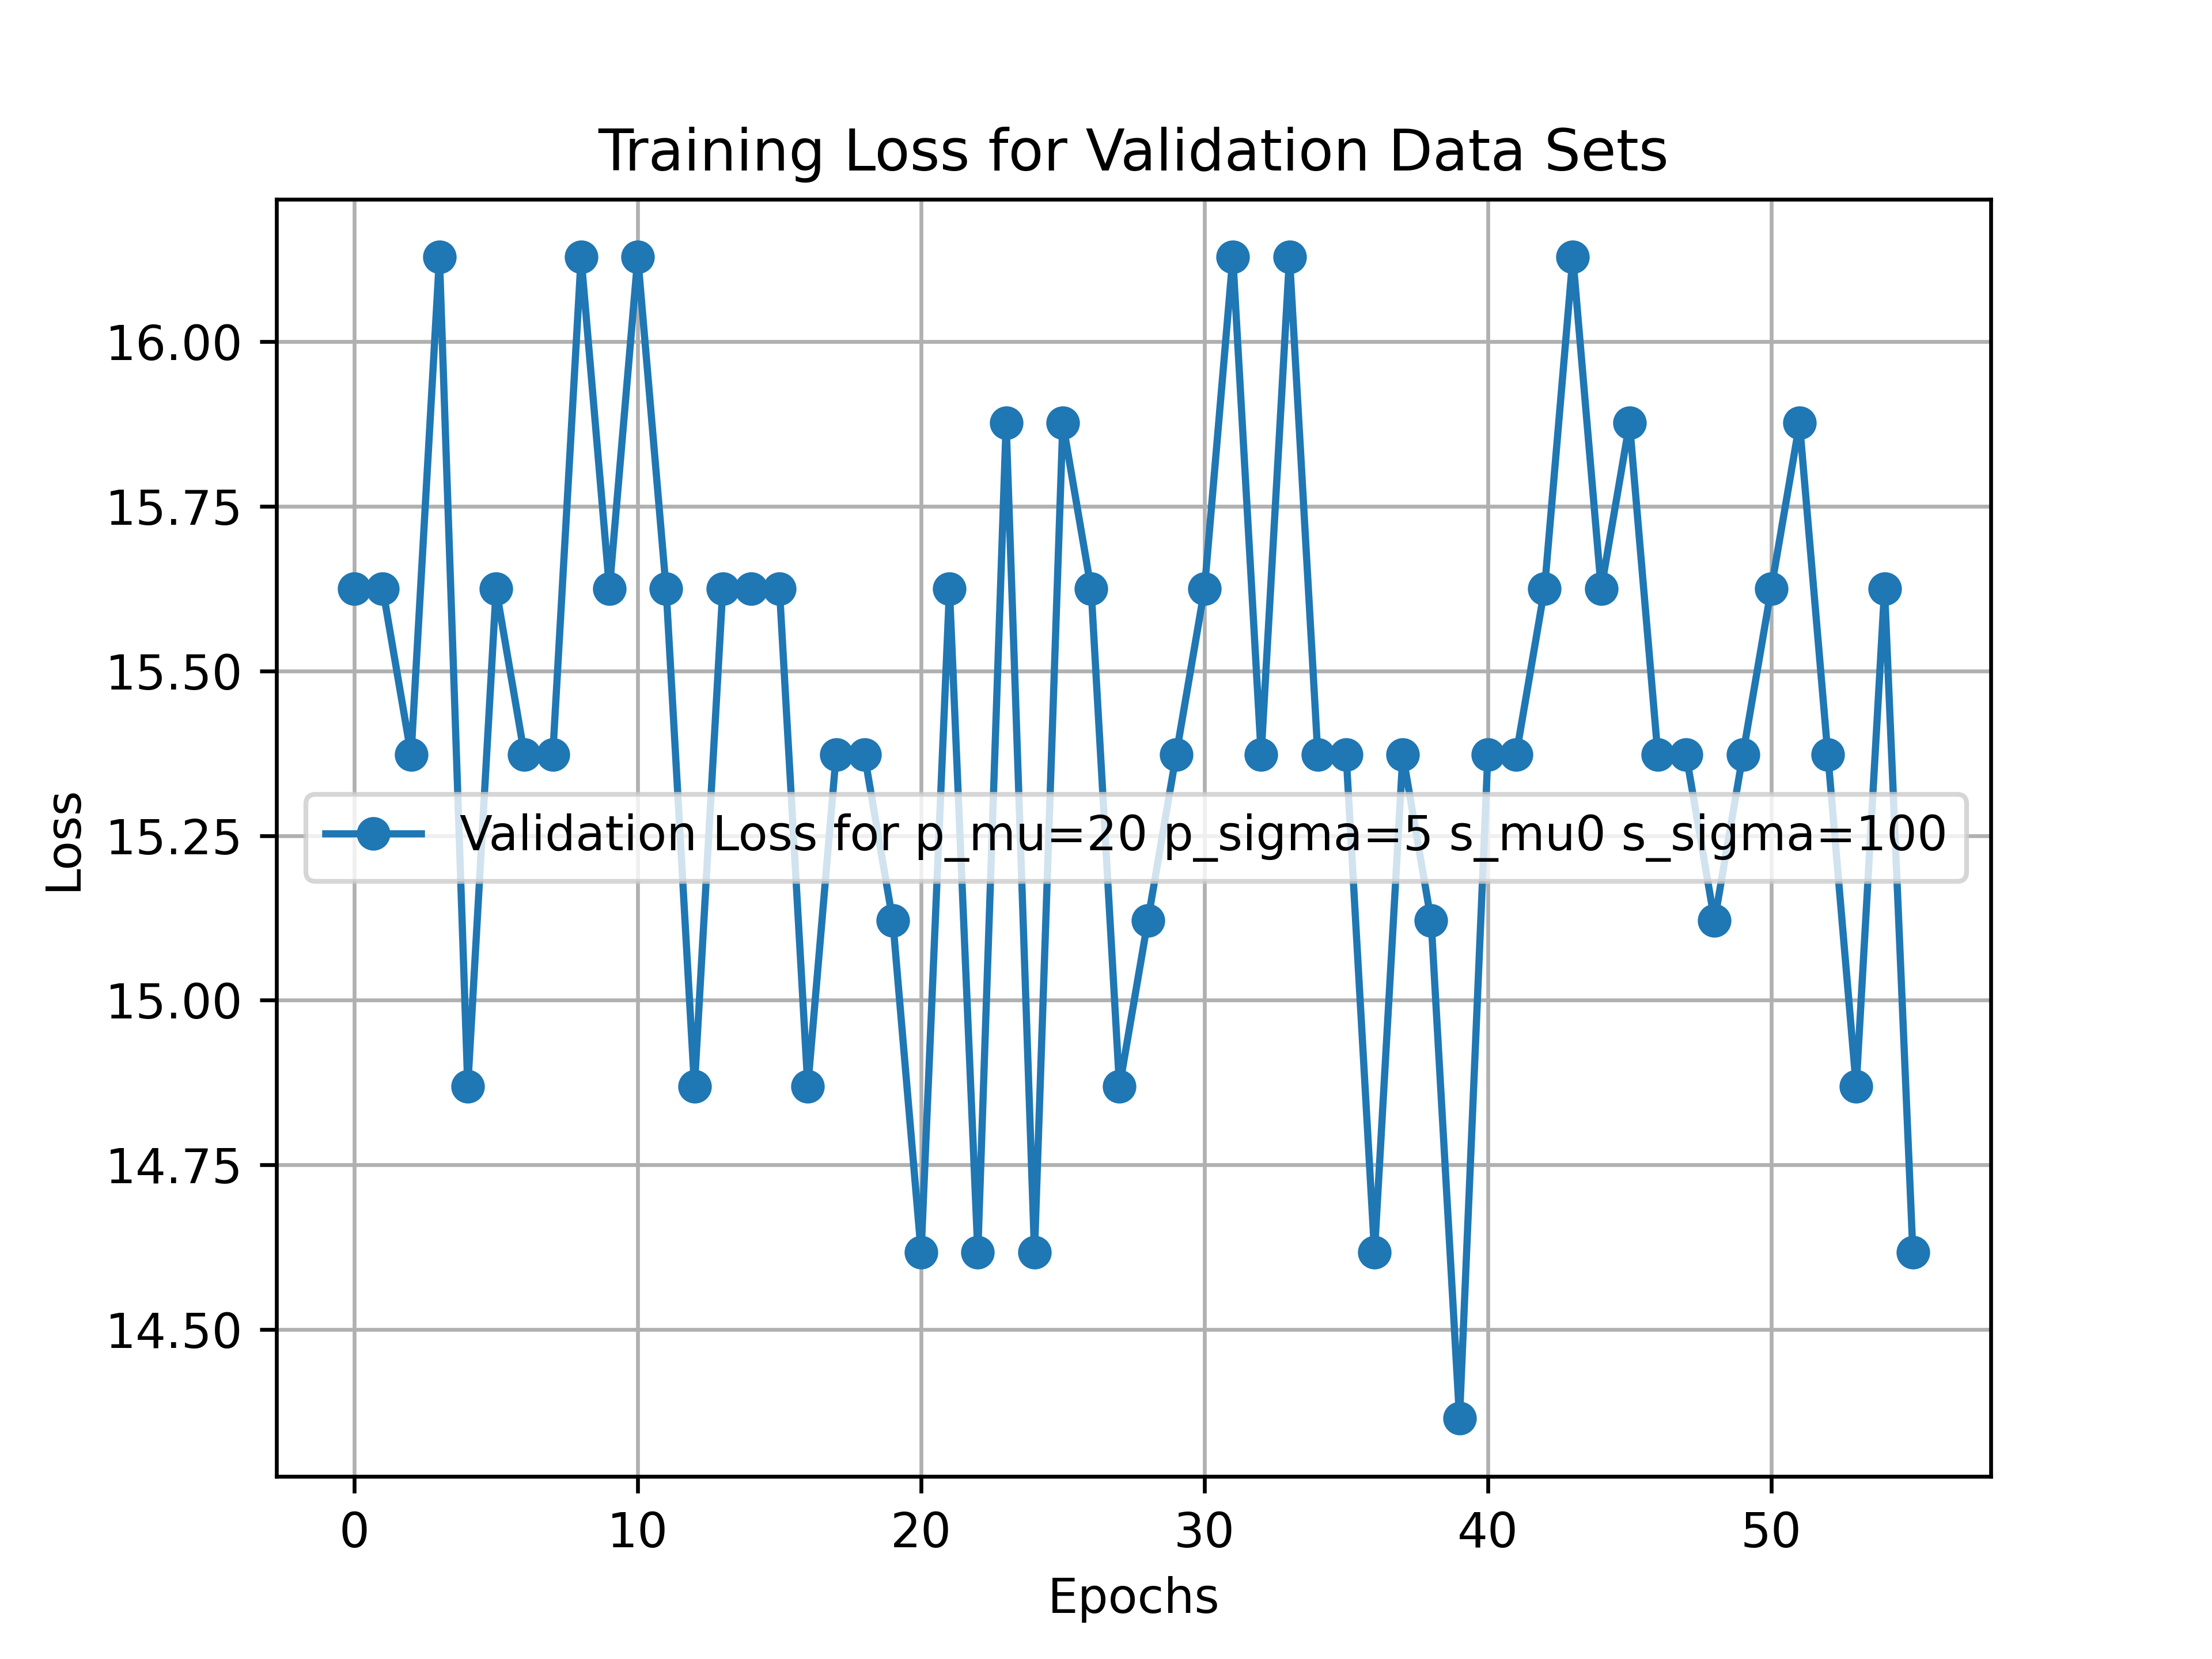 Training Loss for Validation Data Sets
16.00
15.75
15.50
15.25
15.00
14.75
14.50
Loss
Validation Loss for p_mu=20 p_sigma=5 s_mu0 s_sigma=100
0 10 20 30 40 50
Epochs